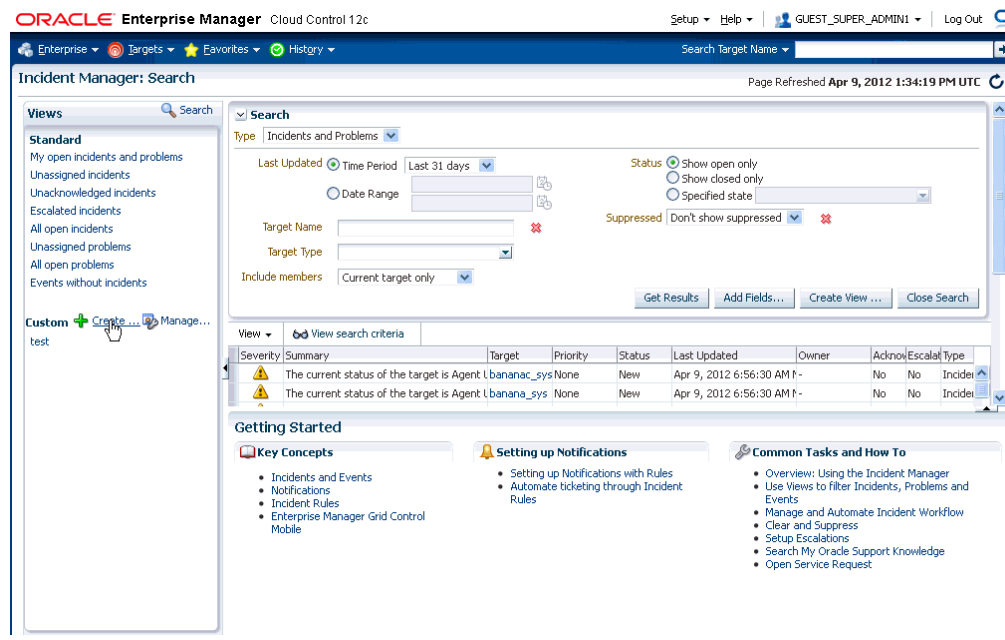 ORACLE Enterprise Manager Cloud Control 12c
Setup Help GUEST_SUPER_ADMIN1 Log Out
Enterprise Targets Favorites History Search Target Name
Incident Manager: Search
Page Refreshed Apr 9, 2012 1:34:19 PM UTC
Views Search
Standard
My open incidents and problems
Unassigned incidents
Unacknowledged incidents
Escalated incidents
All open incidents
Unassigned problems
All open problems
Events without incidents
Custom Create ... Manage...
test
Search
Type Incidents and Problems
Last Updated Time Period Last 31 days
Date Range
Target Name
Target Type
Include members Current target only
Status Show open only
Show closed only
Specified state
Suppressed Don't show suppressed
Get Results Add Fields... Create View ... Close Search
View View search criteria
Severity Summary Target Priority Status Last Updated Owner Acknow Escalat Type
The current status of the target is Agent U bananac_sys None New Apr 9, 2012 6:56:30 AM - No No Incider
The current status of the target is Agent U banana_sys None New Apr 9, 2012 6:56:30 AM - No No Incider
Getting Started
Key Concepts
Incidents and Events
Notifications
Incident Rules
Enterprise Manager Grid Control
Mobile
Setting up Notifications
Setting up Notifications with Rules
Automate ticketing through Incident
Rules
Common Tasks and How To
Overview: Using the Incident Manager
Use Views to filter Incidents, Problems and
Events
Manage and Automate Incident Workflow
Clear and Suppress
Setup Escalations
Search My Oracle Support Knowledge
Open Service Request